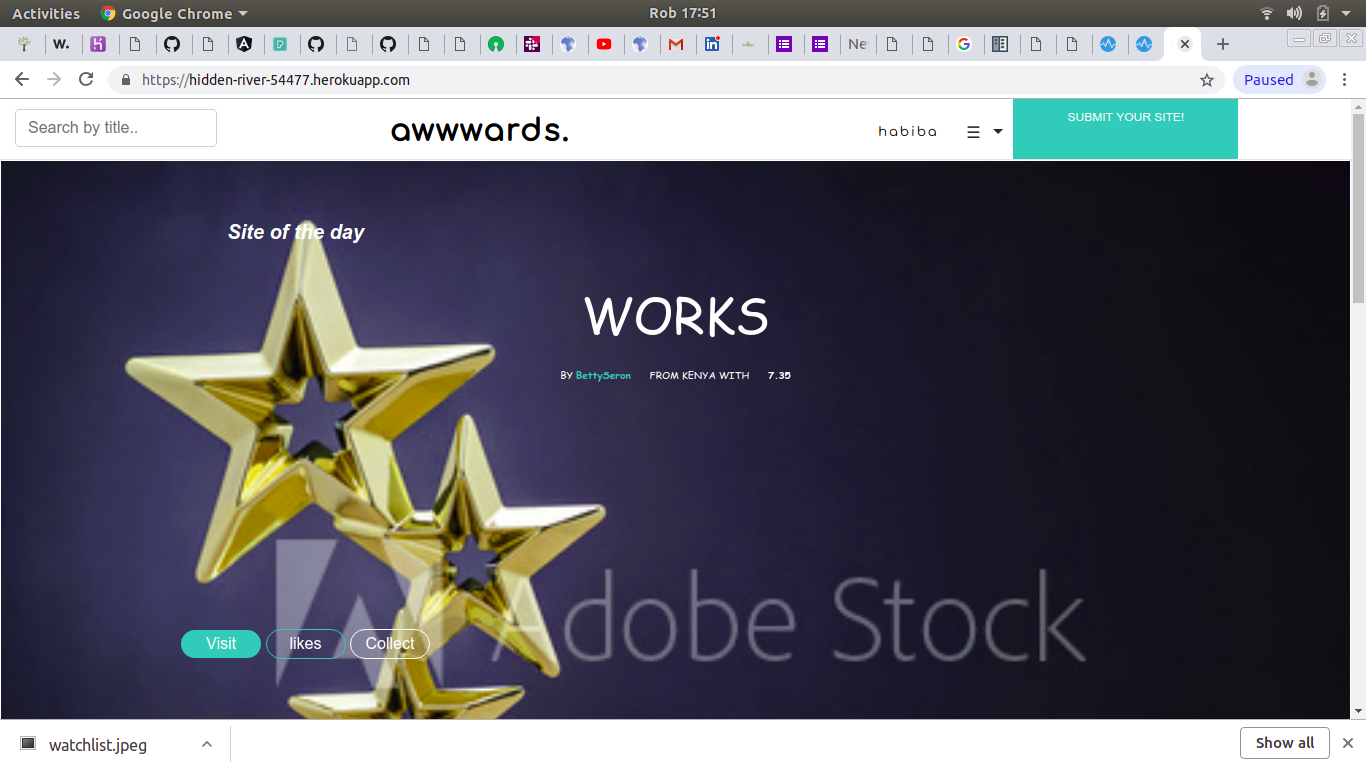 Activities Google Chrome Rob 17:51
W. Ne
https://hidden-river-54477.herokuapp.com Paused
Search by title.. awwwards. habiba SUBMIT YOUR SITE!
Site of the day
WORKS
BY BettySeron FROM KENYA WITH 7.35
Adobe Stock
Visit likes Collect
watchlist.jpeg Show all